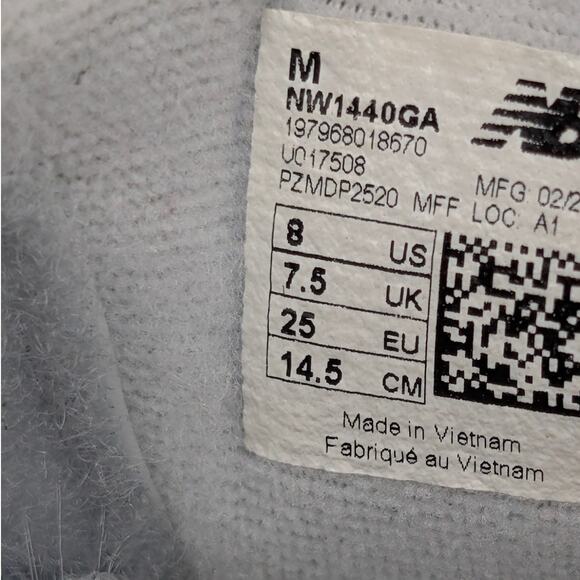 M
NW1440GA
197968018670
U017508
PZMDP2520 MFF
MFG: 02/2
LOC: A1
8 US
7.5 UK
25 EU
14.5 CM
Made in Vietnam
Fabriqué au Vietnam